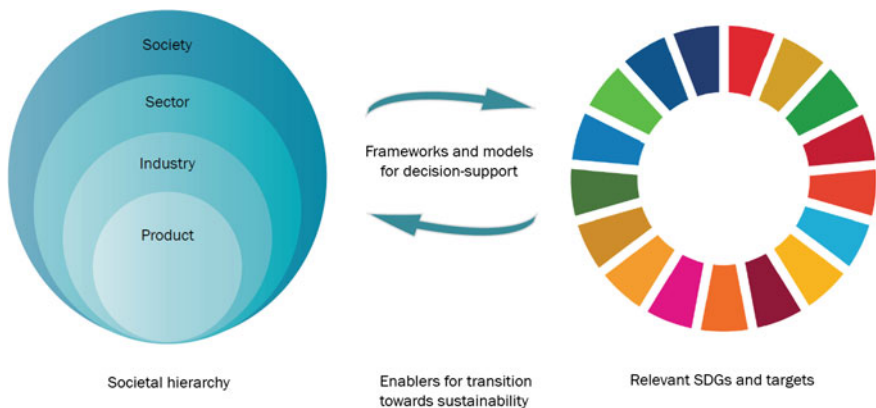 Society
Sector
Industry
Product
Frameworks and models
for decision-support
Societal hierarchy
Enablers for transition
towards sustainability
Relevant SDGs and targets